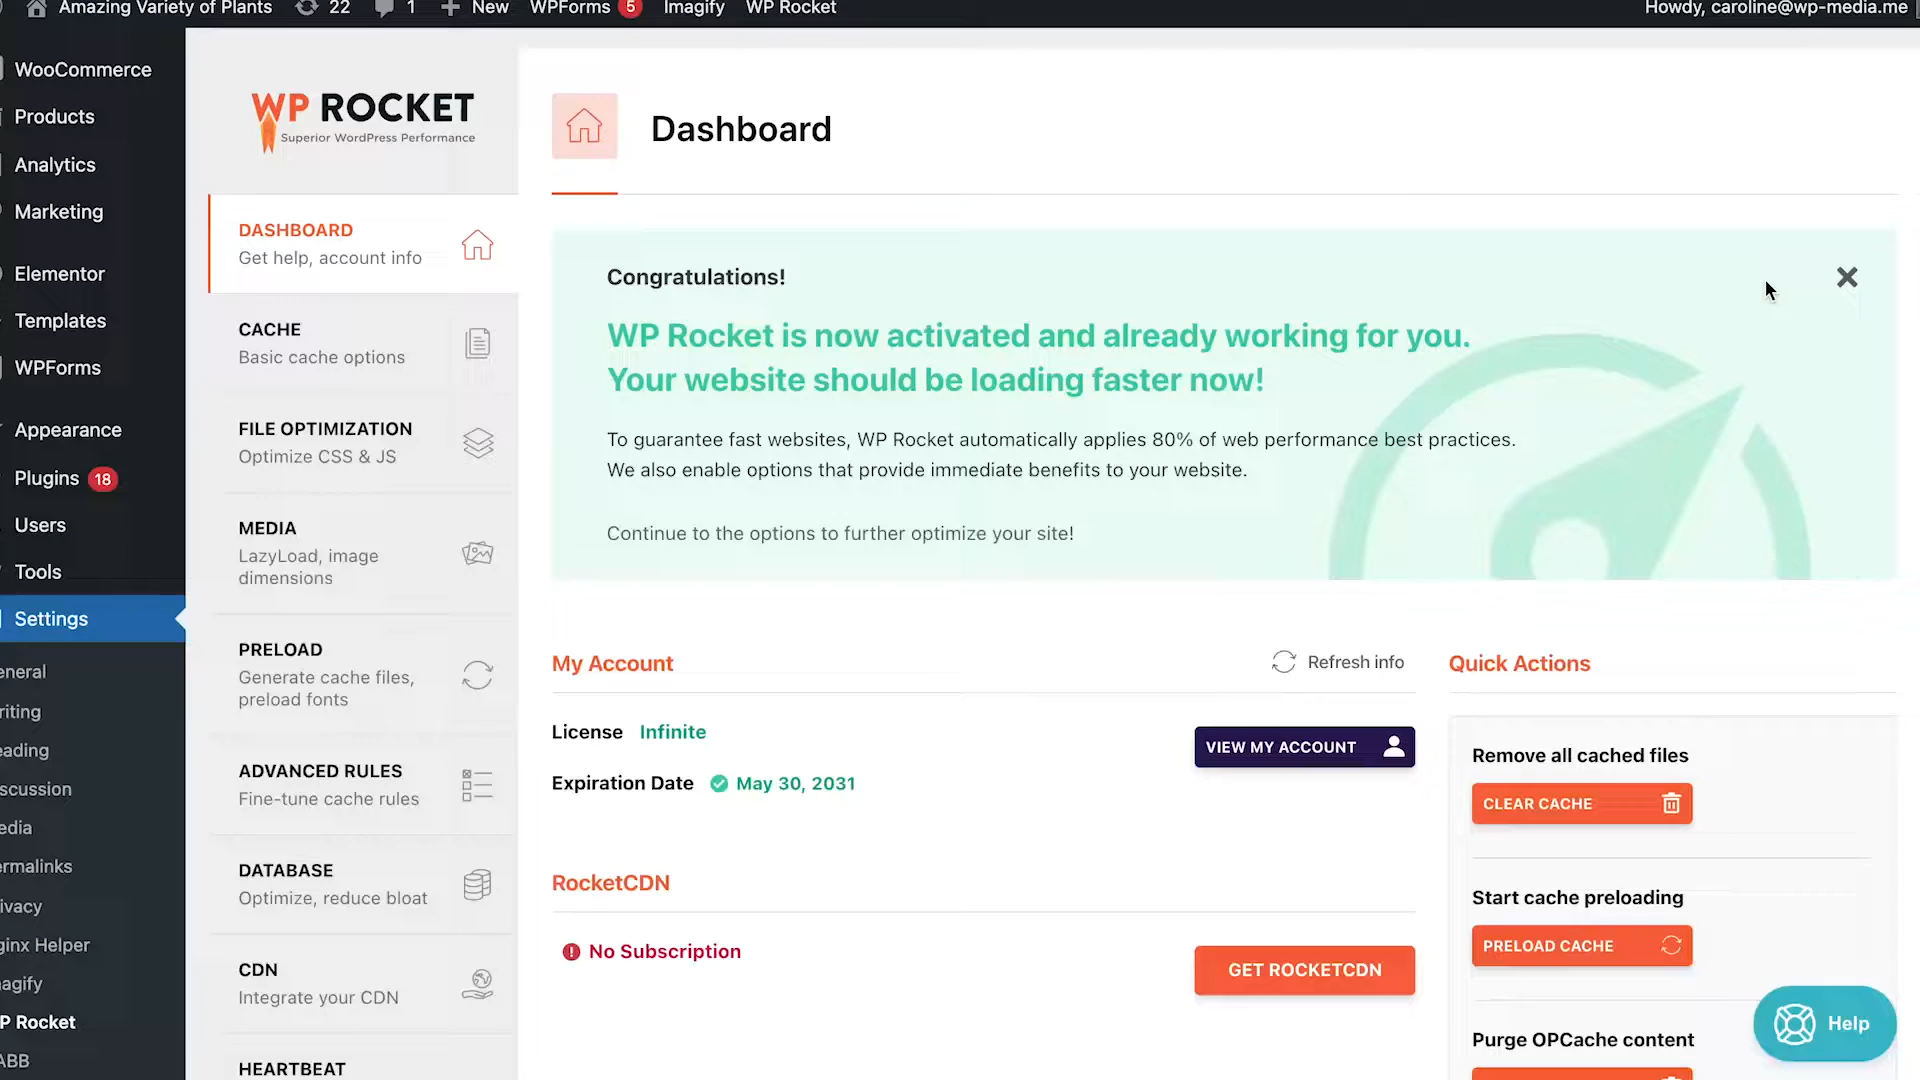 Amazing Variety of Plants 22 1 New WPForms 5 Imagify WP Rocket Howdy, caroline@wp-media.me
WooCommerce
Products
Analytics
Marketing
Elementor
Templates
WPForms
Appearance
Plugins 18
Users
Tools
Settings
eneral
riting
eading
scussion
edia
ermalinks
ivacy
ginx Helper
agify
P Rocket
ABB
WP ROCKET
Superior WordPress Performance
DASHBOARD
Get help, account info
CACHE
Basic cache options
FILE OPTIMIZATION
Optimize CSS & JS
MEDIA
LazyLoad, image
dimensions
PRELOAD
Generate cache files,
preload fonts
ADVANCED RULES
Fine-tune cache rules
DATABASE
Optimize, reduce bloat
CDN
Integrate your CDN
HEARTBEAT
Dashboard
Congratulations!
WP Rocket is now activated and already working for you.
Your website should be loading faster now!
To guarantee fast websites, WP Rocket automatically applies 80% of web performance best practices.
We also enable options that provide immediate benefits to your website.
Continue to the options to further optimize your site!
My Account
Refresh info
License Infinite
VIEW MY ACCOUNT
Expiration Date May 30, 2031
RocketCDN
No Subscription
GET ROCKETCDN
Quick Actions
Remove all cached files
CLEAR CACHE
Start cache preloading
PRELOAD CACHE
Purge OPCache content
Help